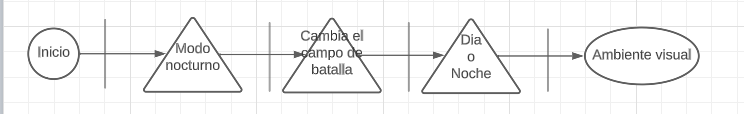 Inicio
Modo
nocturno
Cambia el
campo de
batalla
Dia
o
Noche
Ambiente visual